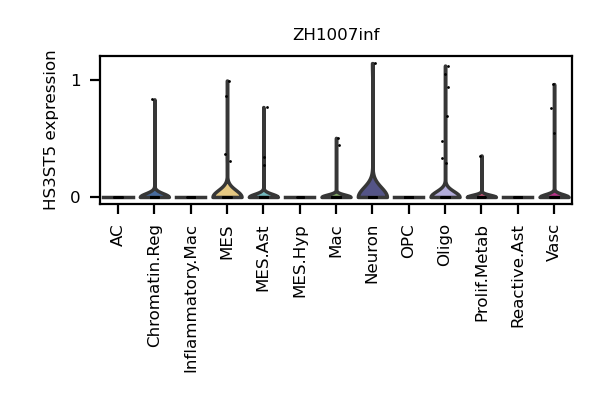 ZH1007inf
HS3ST5 expression
1
0
AC
Chromatin.Reg
Inflammatory.Mac
MES
MES.Ast
MES.Hyp
Mac
Neuron
OPC
Oligo
Prolif.Metab
Reactive.Ast
Vasc